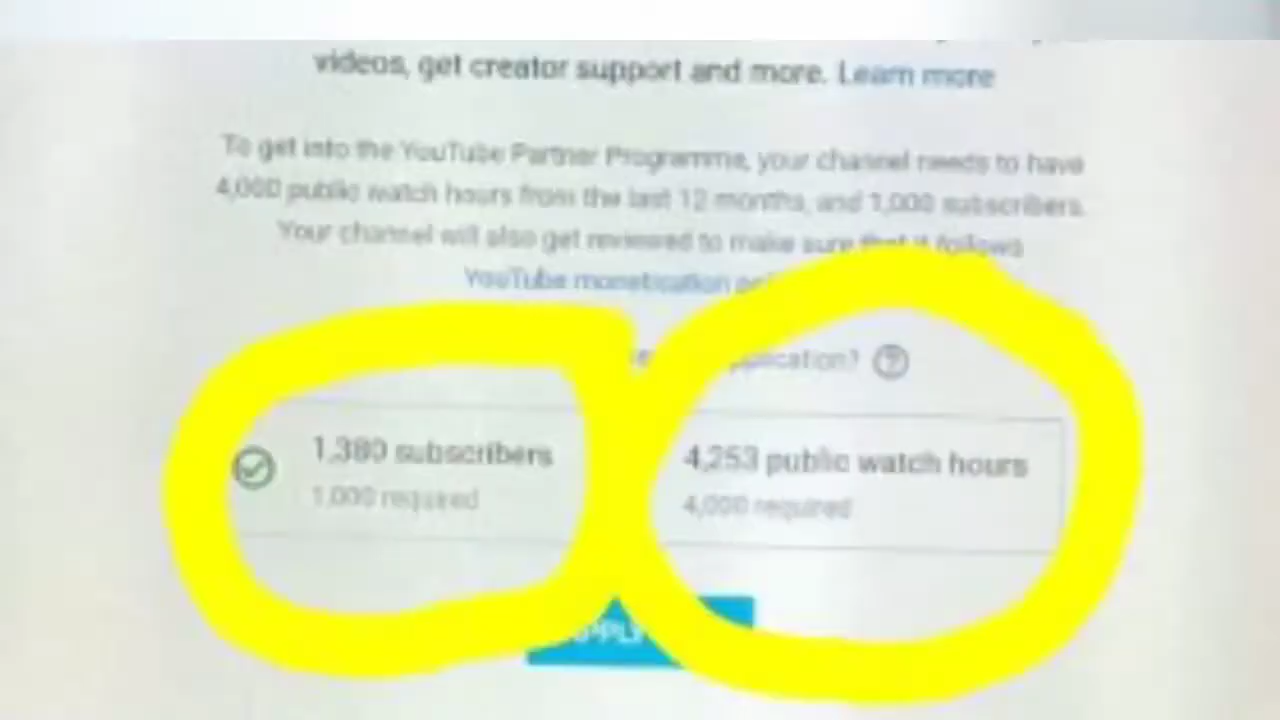 videos, get creator support and more. Learn more
To get into the YouTube Partner Programme, your channel needs to have
4,000 public watch hours from the last 12 months, and 1,000 subscribers.
Your channel will also get reviewed to make sure that it follows
YouTube monetisation
application?
1,380 subscribers
1,000 required
4,253 public watch hours
4,000 required